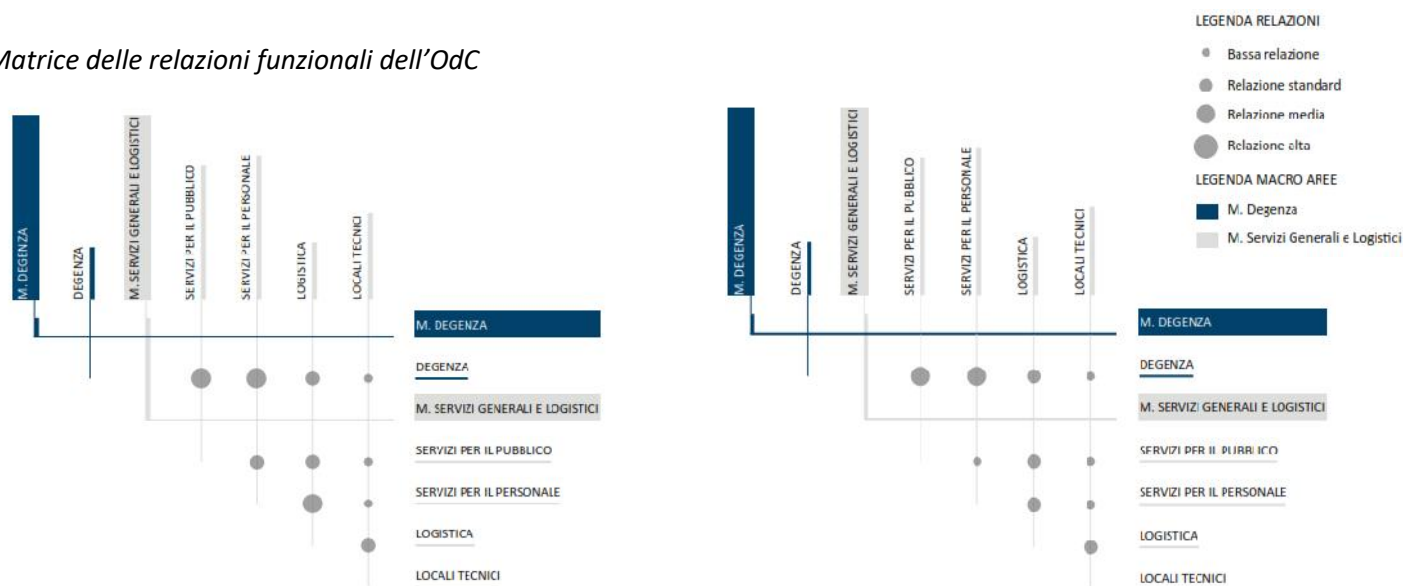 LEGENDA RELAZIONI
Bassa relazione
Relazione standard
Relazione media
Relazione alta
LEGENDA MACRO AREE
M. Degenza
M. Servizi Generali e Logistici
Matrice delle relazioni funzionali dell'OdC
M. DEGENZA
DEGENZA
M. SERVIZI GENERALI E LOGISTICI
SERVIZI PER IL PUBBLICO
SERVIZI PER IL PERSONALE
LOGISTICA
LOCALI TECNICI
M. DEGENZA
DEGENZA
M. SERVIZI GENERALI E LOGISTICI
SERVIZI PER IL PUBBLICO
SERVIZI PER IL PERSONALE
LOGISTICA
LOCALI TECNICI
M. DEGENZA
DEGENZA
M. SERVIZI GENERALI E LOGISTICI
SERVIZI PER IL PUBBLICO
SERVIZI PER IL PERSONALE
LOGISTICA
LOCALI TECNICI
M. DEGENZA
DEGENZA
M. SERVIZI GENERALI E LOGISTICI
SERVIZI PER IL PUBBLICO
SERVIZI PER IL PERSONALE
LOGISTICA
LOCALI TECNICI